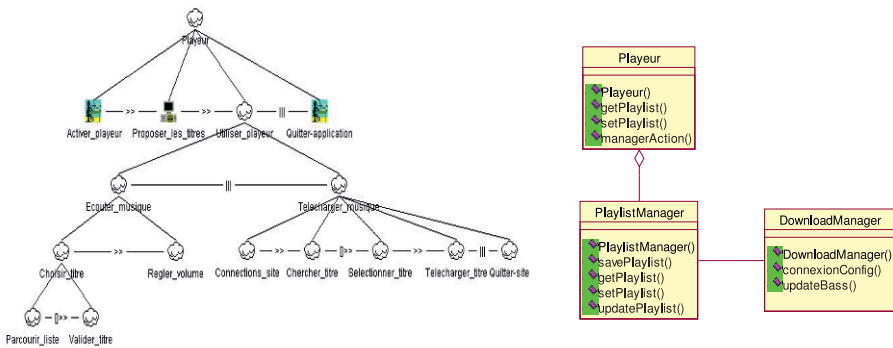 Playeur
>> >> |||
Activer_playeur Proposer_les_titres Utiliser_playeur Quitter-application
|||
Ecouter_musique Telecharger_musique
>> >> []>> >> |||
Choisir_titre Regler_volume Connections_site Chercher_titre Selectionner_titre Telecharger_titre Quitter-site
[]>>
Parcourir_liste Valider_titre
Playeur
Playeur()
getPlaylist()
setPlaylist()
managerAction()
PlaylistManager
PlaylistManager()
savePlaylist()
getPlaylist()
setPlaylist()
updatePlaylist()
DownloadManager
DownloadManager()
connexionConfig()
updateBass()